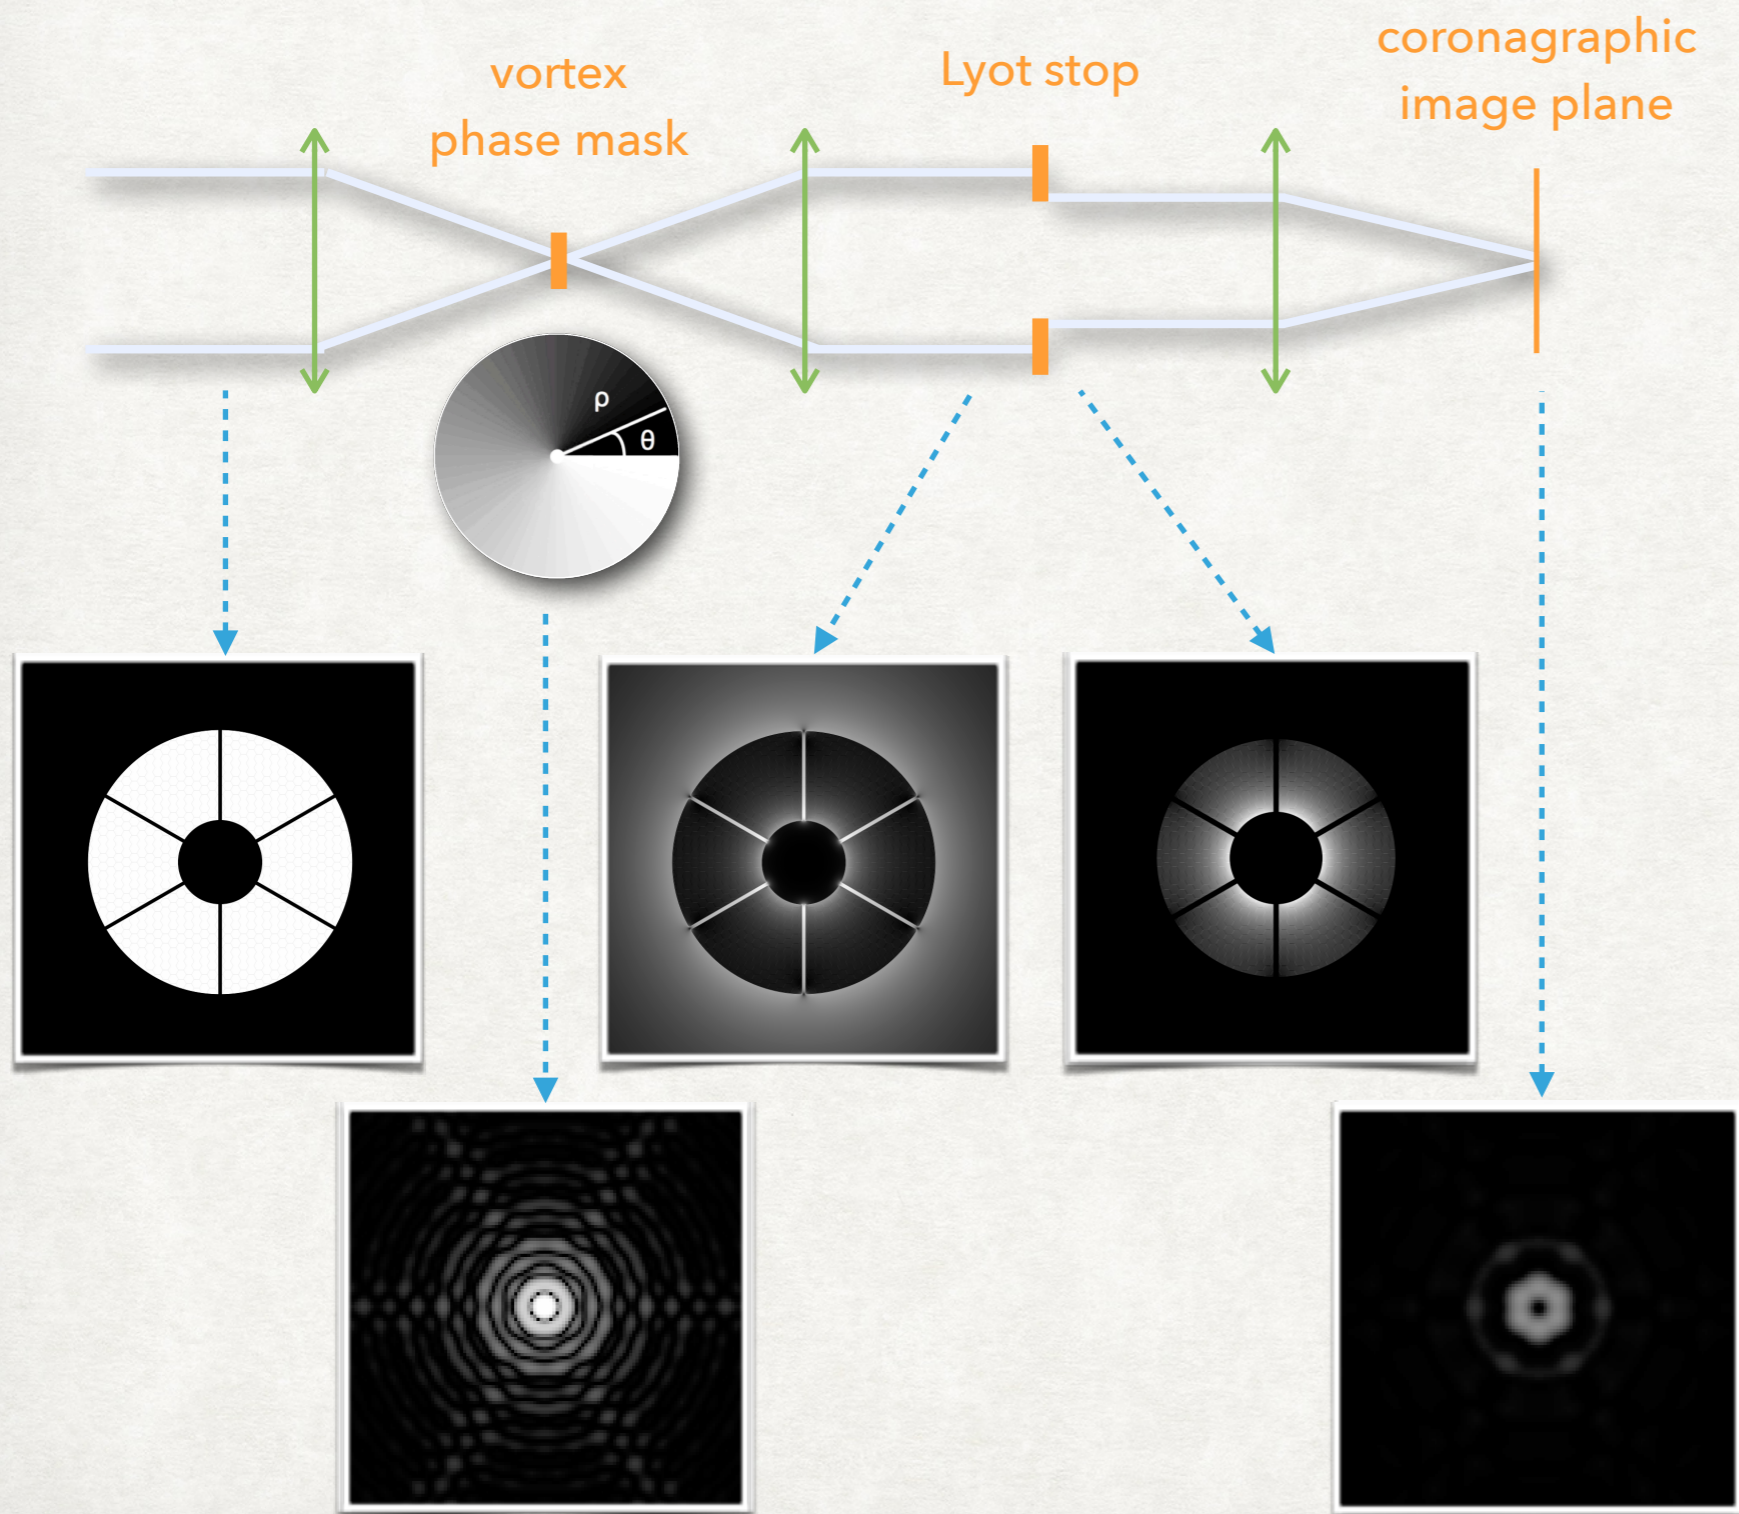 vortex
phase mask
Lyot stop
coronagraphic
image plane
ρ
θ